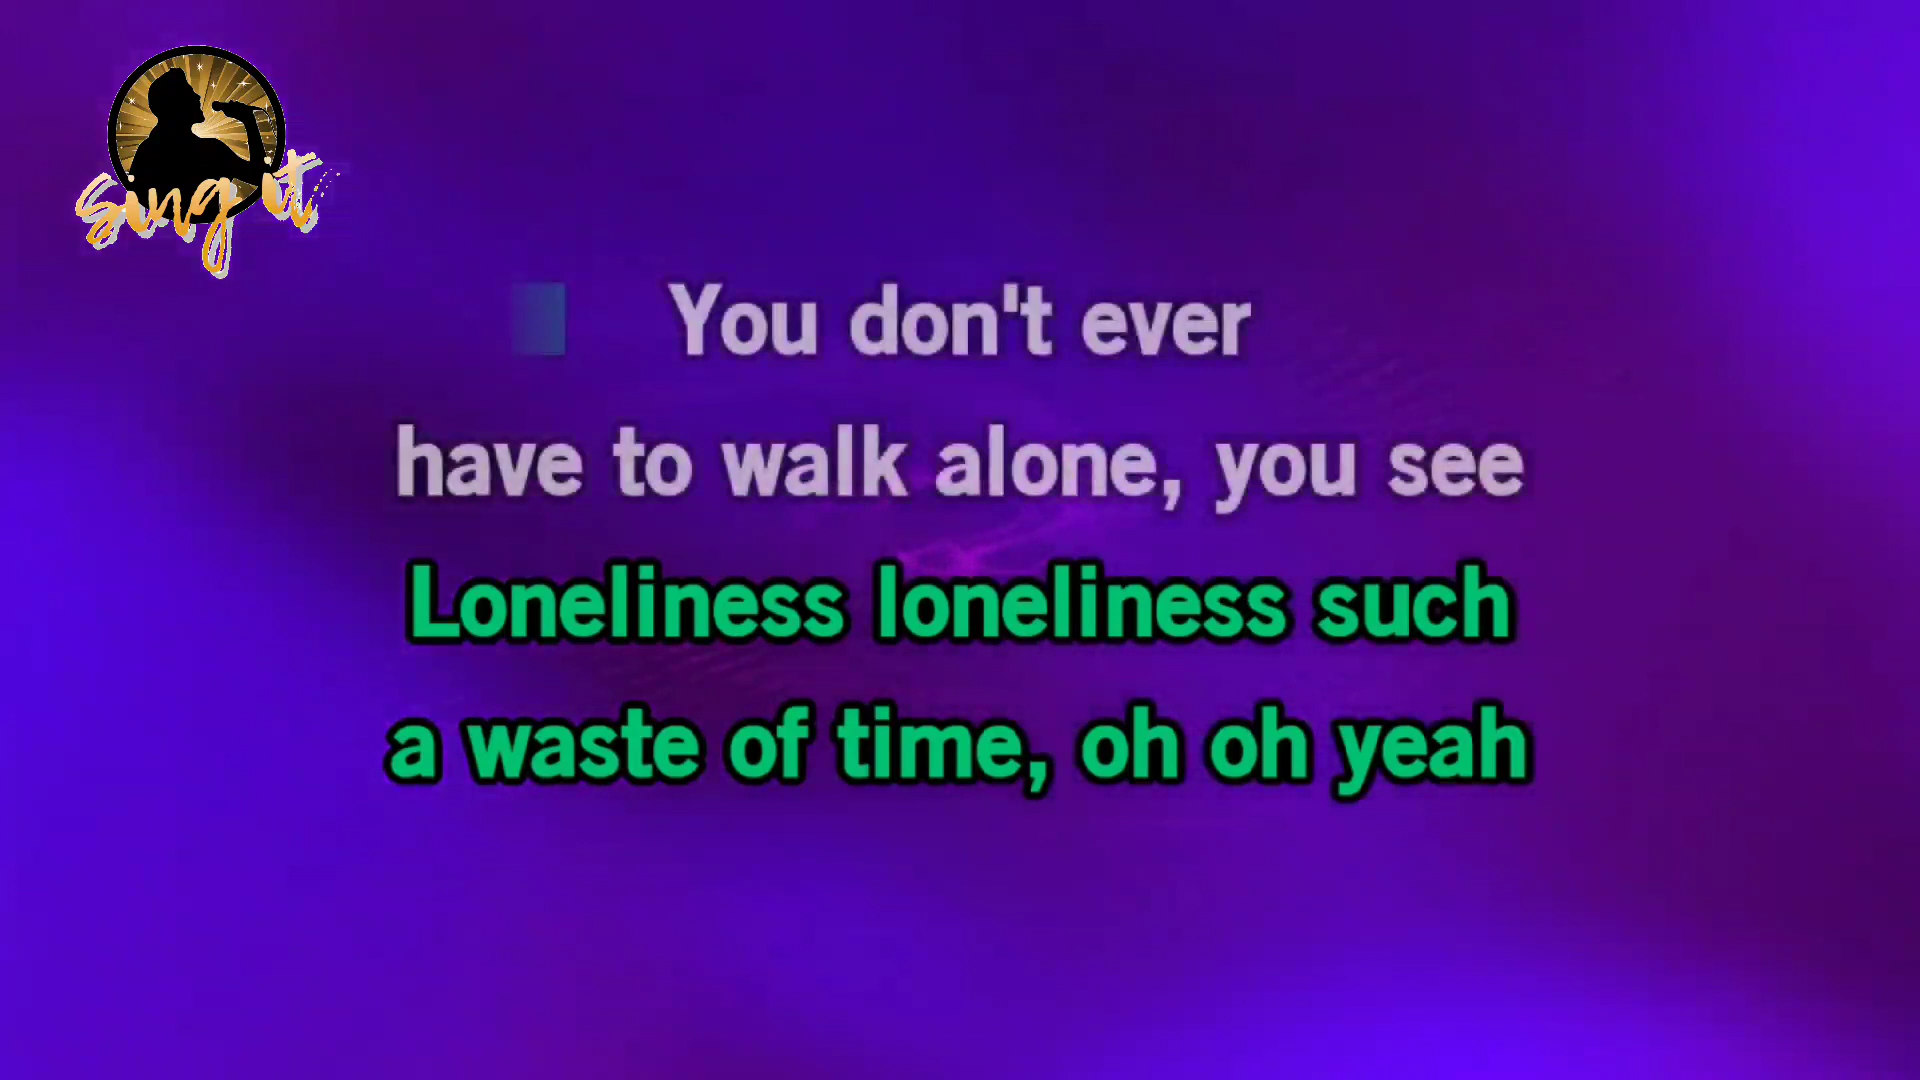 sing it
You don't ever
have to walk alone, you see
Loneliness loneliness such
a waste of time, oh oh yeah